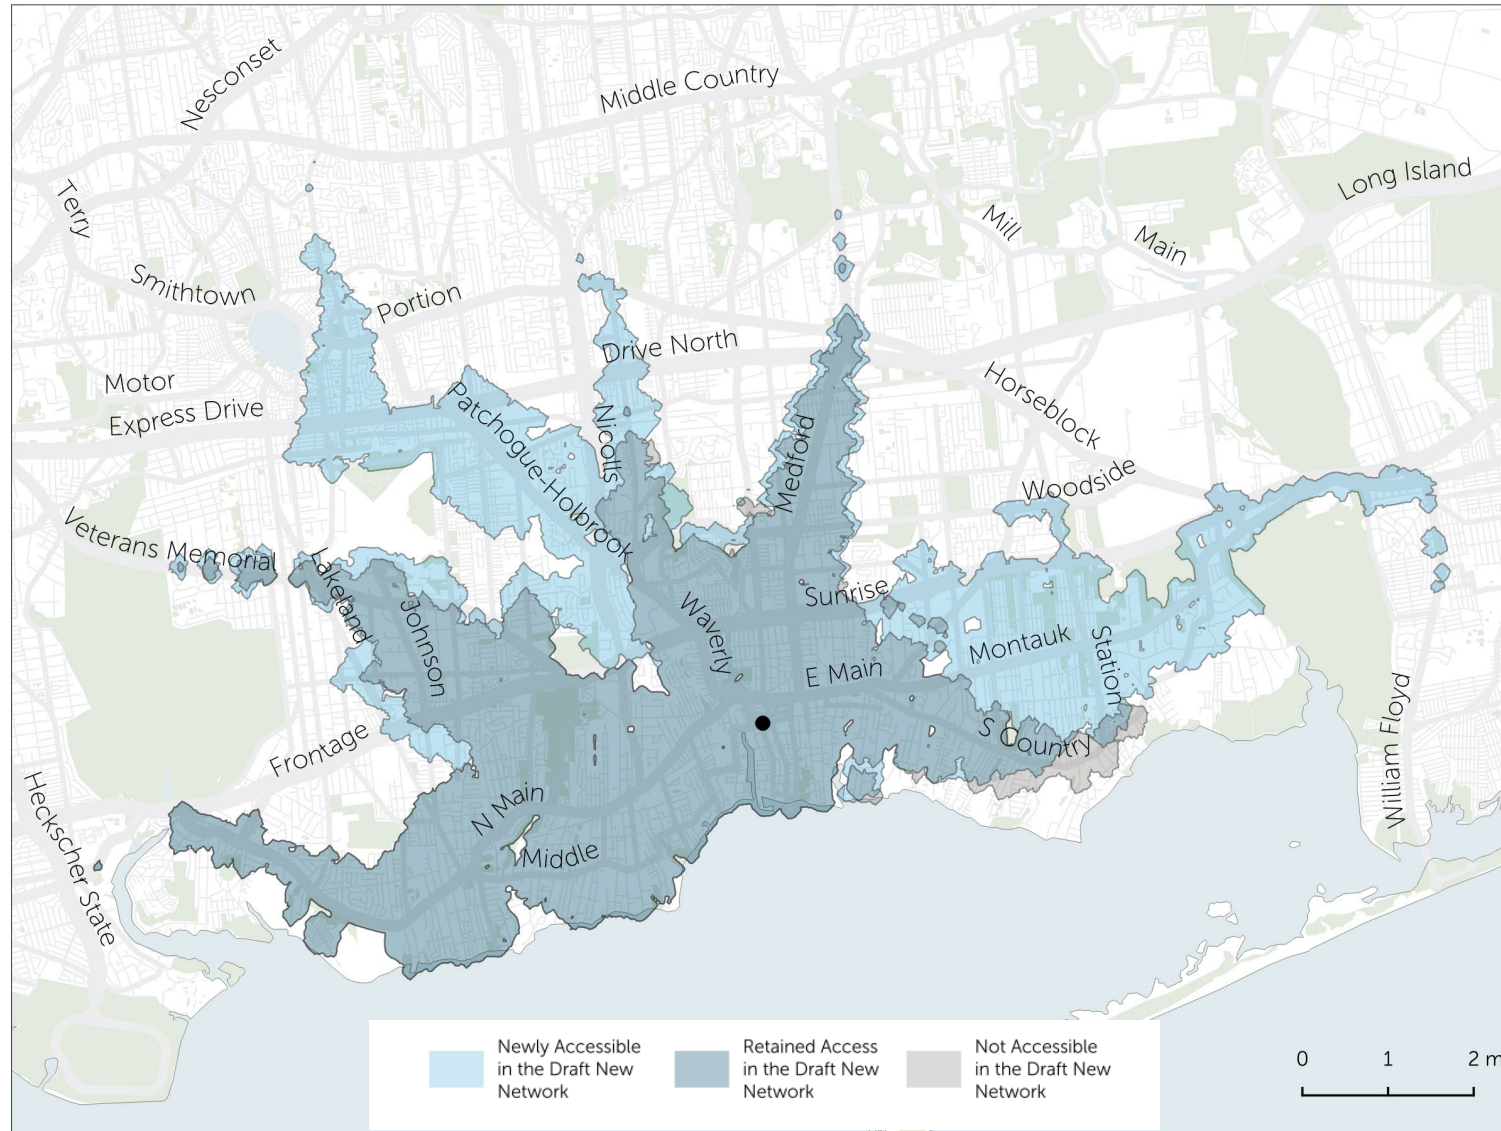 Nesconset
Middle Country
Long Island
Terry
Mill
Main
Smithtown
Portion
Drive North
Motor
Express Drive
Horseblock
Patchogue-Holbrook
Nicolls
Medford
Woodside
Veterans Memorial
Lakeland
Johnson
Waverly
Sunrise
Montauk
Station
E Main
S Country
Frontage
William Floyd
Heckscher State
N Main
Middle
Newly Accessible
in the Draft New
Network
Retained Access
in the Draft New
Network
Not Accessible
in the Draft New
Network
0 1 2 m